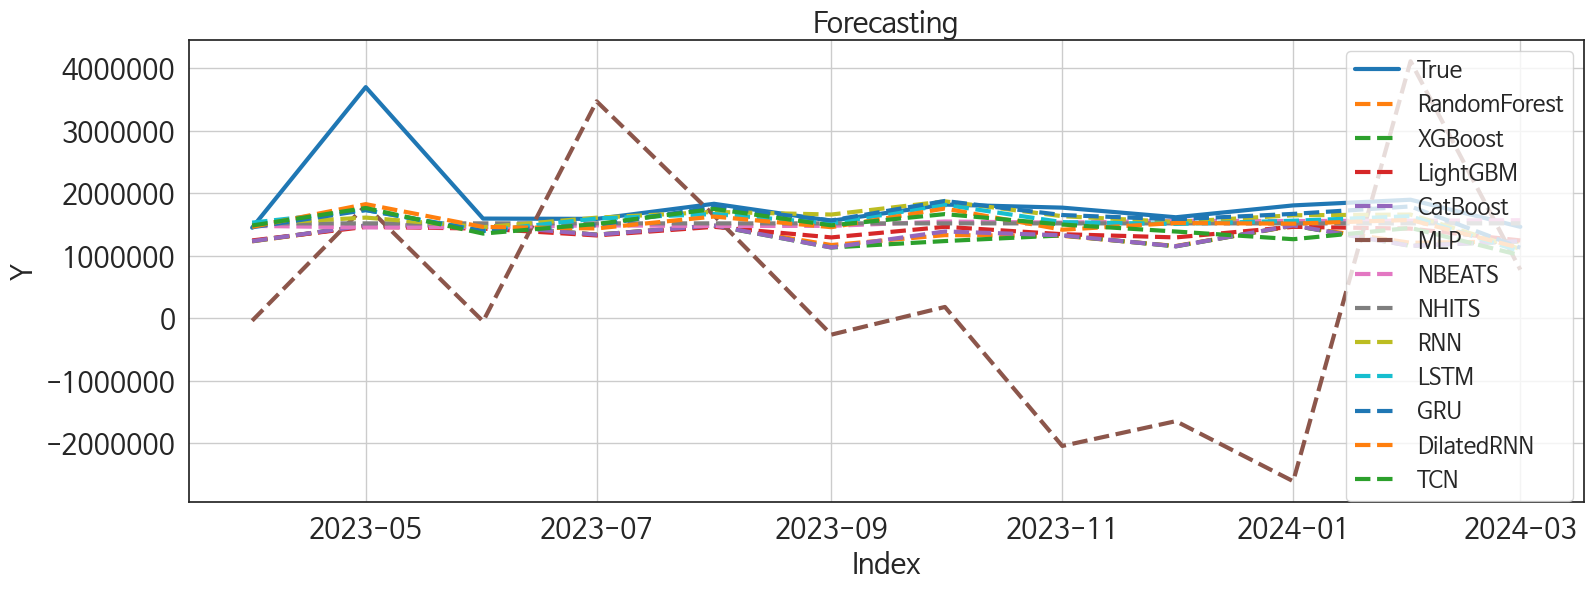 Forecasting
4000000
3000000
2000000
1000000
0
−1000000
−2000000
Y
2023−05
2023−07
2023−09
2023−11
2024−01
2024−03
Index
True
RandomForest
XGBoost
LightGBM
CatBoost
MLP
NBEATS
NHITS
RNN
LSTM
GRU
DilatedRNN
TCN